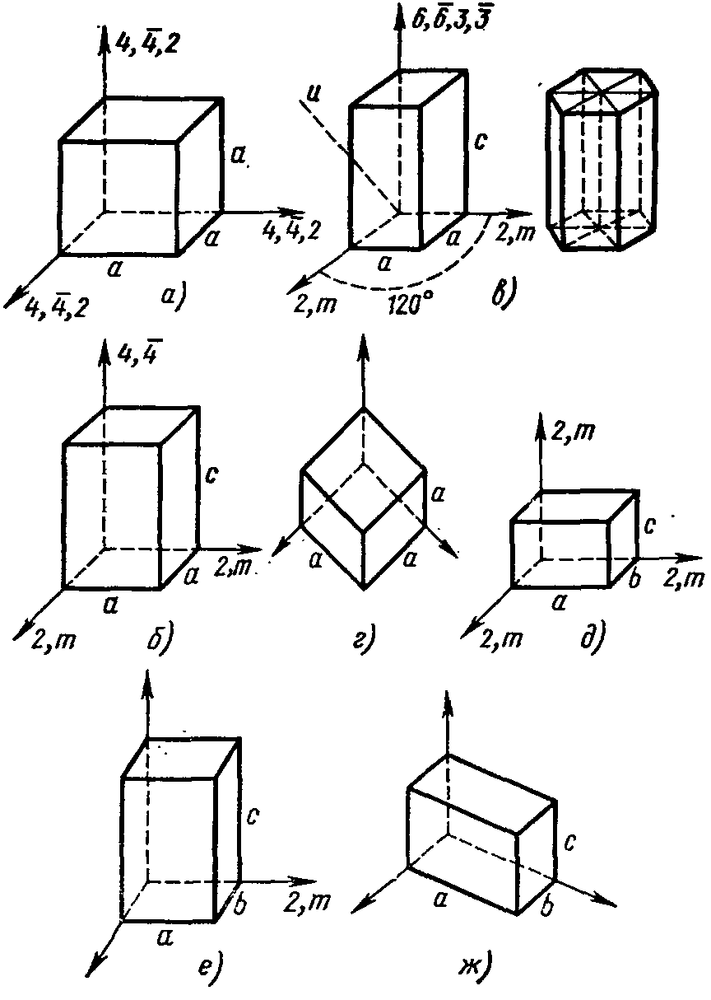 4, 4̅, 2
a
a
a
4, 4̅, 2
4, 4̅, 2
а)
6, 6̅, 3, 3̅
и
c
a
a
2, m
2, m
120°
в)
4, 4̅
c
a
a
2, m
2, m
б)
a
a
a
г)
2, m
c
b
a
2, m
2, m
д)
c
b
a
2, m
е)
c
a
b
ж)